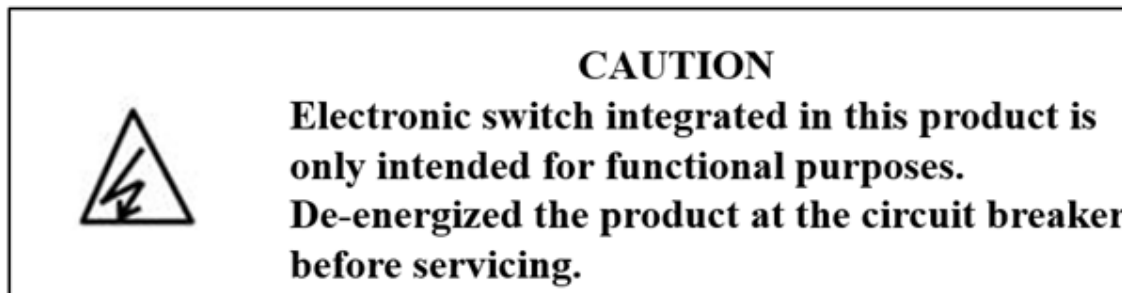 CAUTION
Electronic switch integrated in this product is
only intended for functional purposes.
De-energized the product at the circuit breaker
before servicing.